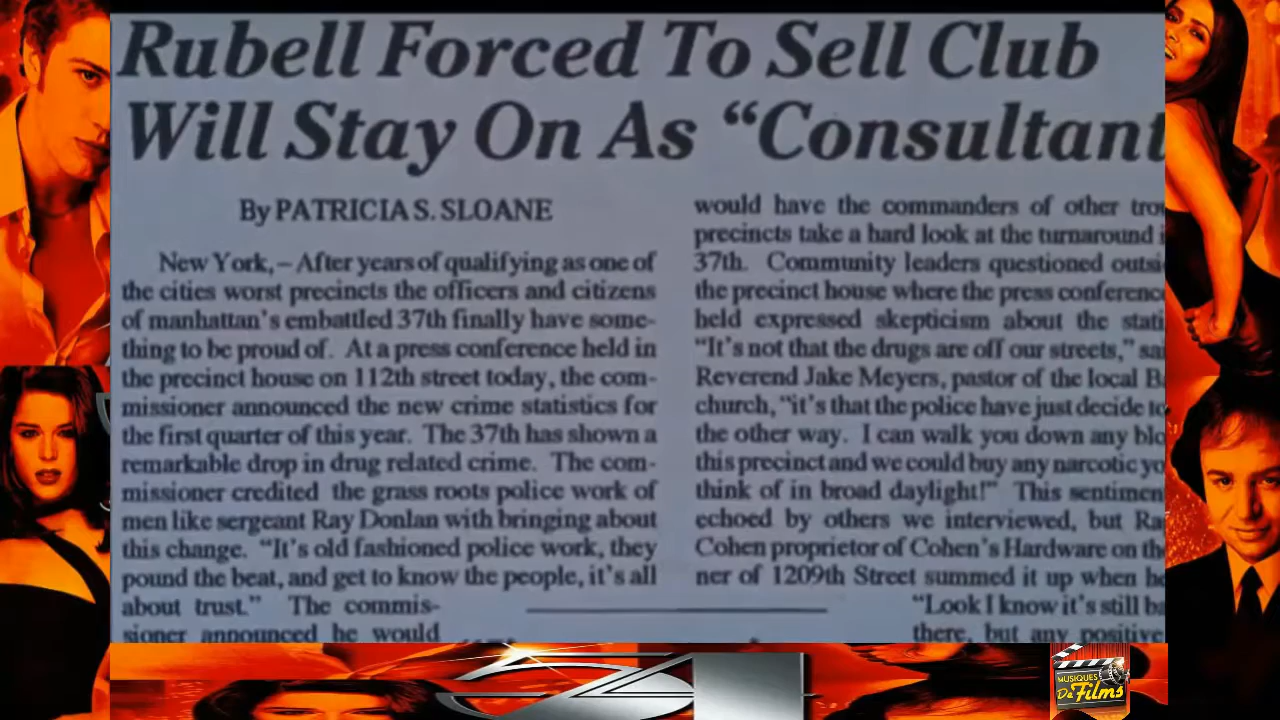 Rubell Forced To Sell Club
Will Stay On As “Consultant
By PATRICIA S. SLOANE
New York, – After years of qualifying as one of
the cities worst precincts the officers and citizens
of manhattan's embattled 37th finally have some-
thing to be proud of. At a press conference held in
the precinct house on 112th street today, the com-
missioner announced the new crime statistics for
the first quarter of this year. The 37th has shown a
remarkable drop in drug related crime. The com-
missioner credited the grass roots police work of
men like sergeant Ray Donlan with bringing about
this change. “It's old fashioned police work, they
pound the beat, and get to know the people, it's all
about trust.” The commis-
sioner announced he would
would have the commanders of other
precincts take a hard look at the turnaround
37th. Community leaders questioned
the precinct house where the press
held expressed skepticism about the
“It's not that the drugs are off our streets,”
Reverend Jake Meyers, pastor of the local
church, “it's that the police have just decide
the other way. I can walk you down any
this precinct and we could buy any narcotic
think of in broad daylight!” This
echoed by others we interviewed, but
Cohen proprietor of Cohen's Hardware on
ner of 1209th Street summed it up when
“Look I know it's still
there, but any positive
54
MUSIQUES
De Films